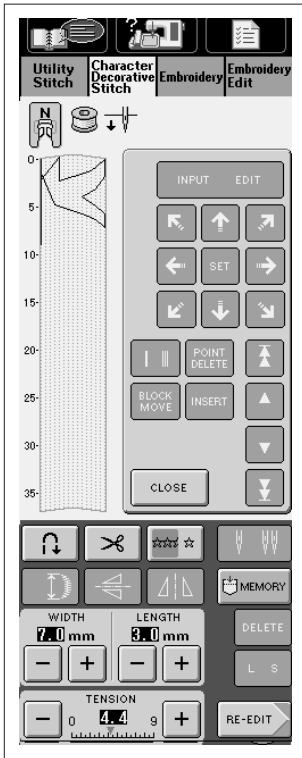 ?
Utility
Stitch
Character
Decorative
Stitch
Embroidery
Embroidery
Edit
N
0-
5-
10-
15-
20-
25-
30-
35-
INPUT EDIT
SET
POINT
DELETE
BLOCK
MOVE
INSERT
CLOSE
MEMORY
WIDTH
7.0 mm
LENGTH
3.0 mm
DELETE
L S
TENSION
0 4.4 9
RE-EDIT